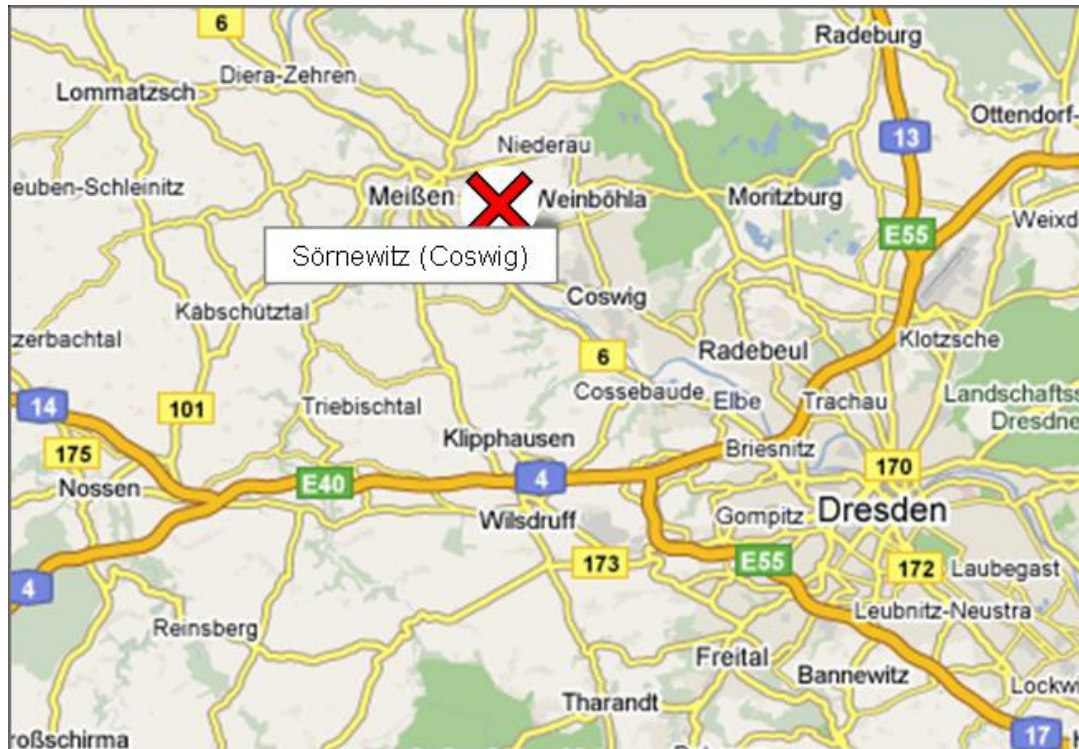 6
Radeburg
Diera-Zehren
Lommatzsch
Ottendorf-
13
Niederau
euben-Schleinitz
Meißen
Weinböhla
Moritzburg
Weixd
E55
Sörnewitz (Coswig)
Coswig
Käbschütztal
zerbachtal
Klotzsche
6
Radebeul
Cossebaude
Elbe
Trachau
Landschaftss
Dresdne
14
101
Triebischtal
Klipphausen
Briesnitz
175
170
Nossen
E40
4
Wilsdruff
Gompitz
Dresden
173
E55
172
Laubegast
4
Leubnitz-Neustra
Reinsberg
Freital
Bannewitz
Lockwi
Tharandt
17
roßschirma